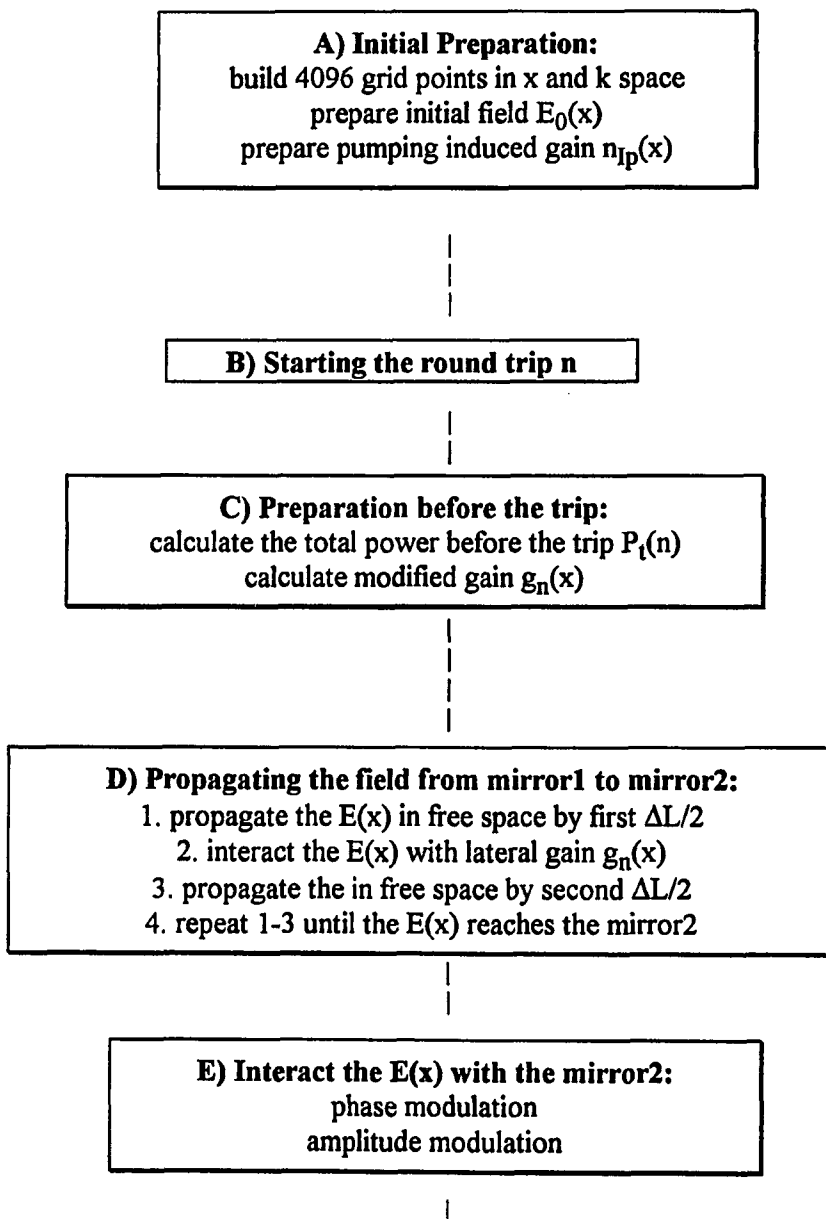 A) Initial Preparation:
build 4096 grid points in x and k space
prepare initial field E₀(x)
prepare pumping induced gain n_Ip(x)
B) Starting the round trip n
C) Preparation before the trip:
calculate the total power before the trip Pₜ(n)
calculate modified gain gₙ(x)
D) Propagating the field from mirror1 to mirror2:
1. propagate the E(x) in free space by first ΔL/2
2. interact the E(x) with lateral gain gₙ(x)
3. propagate the in free space by second ΔL/2
4. repeat 1-3 until the E(x) reaches the mirror2
E) Interact the E(x) with the mirror2:
phase modulation
amplitude modulation